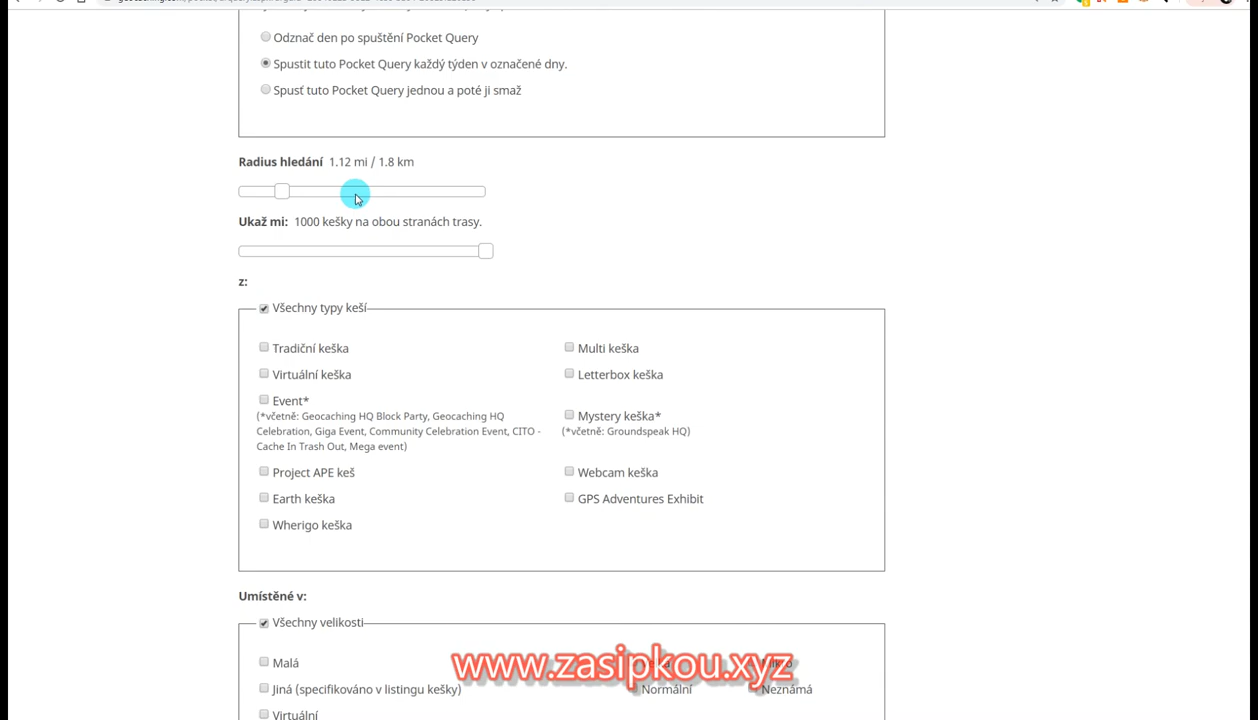 Odznač den po spuštění Pocket Query
Spustit tuto Pocket Query každý týden v označené dny.
Spusť tuto Pocket Query jednou a poté ji smaž
Radius hledání 1.12 mi / 1.8 km
Ukaž mi: 1000 kešky na obou stranách trasy.
z:
Všechny typy keší
Tradiční keška
Multi keška
Virtuální keška
Letterbox keška
Event*
(*včetně: Geocaching HQ Block Party, Geocaching HQ
Celebration, Giga Event, Community Celebration Event, CITO -
Cache In Trash Out, Mega event)
Mystery keška*
(*včetně: Groundspeak HQ)
Project APE keš
Webcam keška
Earth keška
GPS Adventures Exhibit
Wherigo keška
Umístěné v:
Všechny velikosti
Malá
Mikro
www.zasipkou.xyz
Jiná (specifikováno v listingu kešky)
Normální
Neznámá
Virtuální